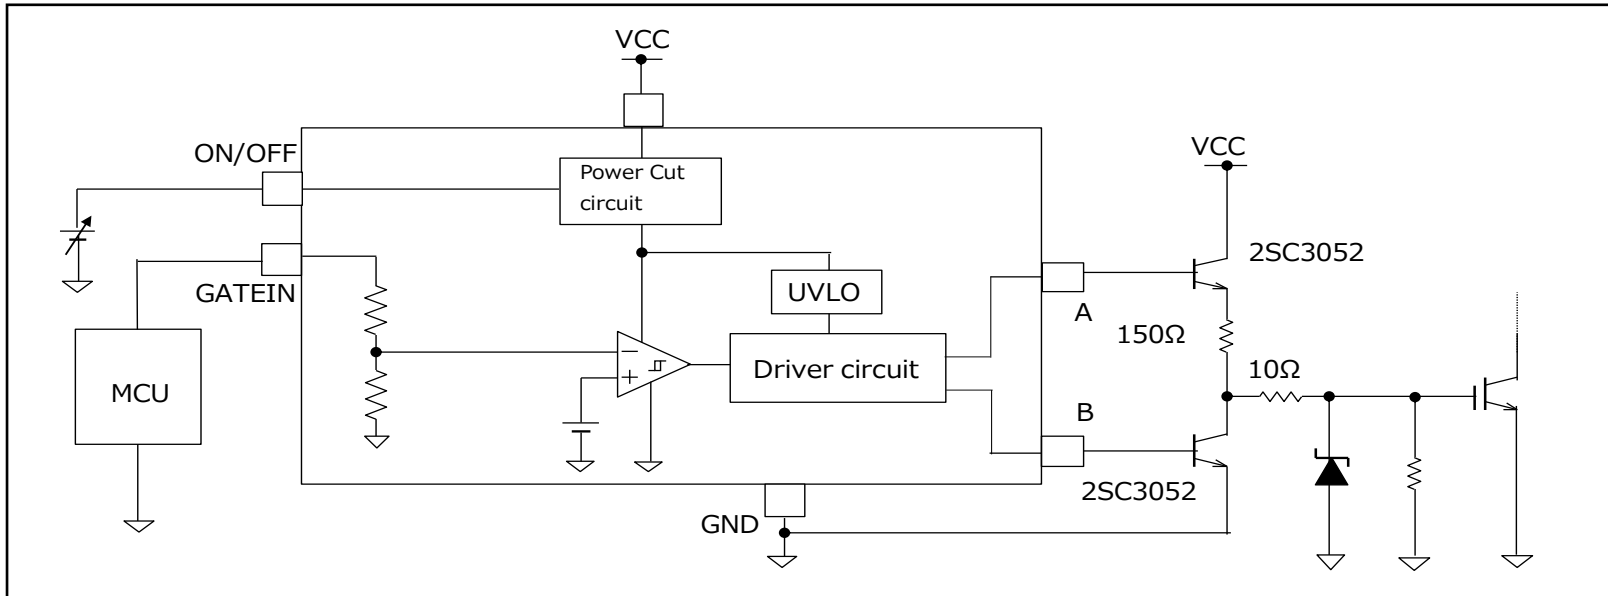 VCC
ON/OFF
Power Cut
circuit
VCC
2SC3052
GATEIN
UVLO
A
150Ω
MCU
−
+
Driver circuit
10Ω
B
2SC3052
GND